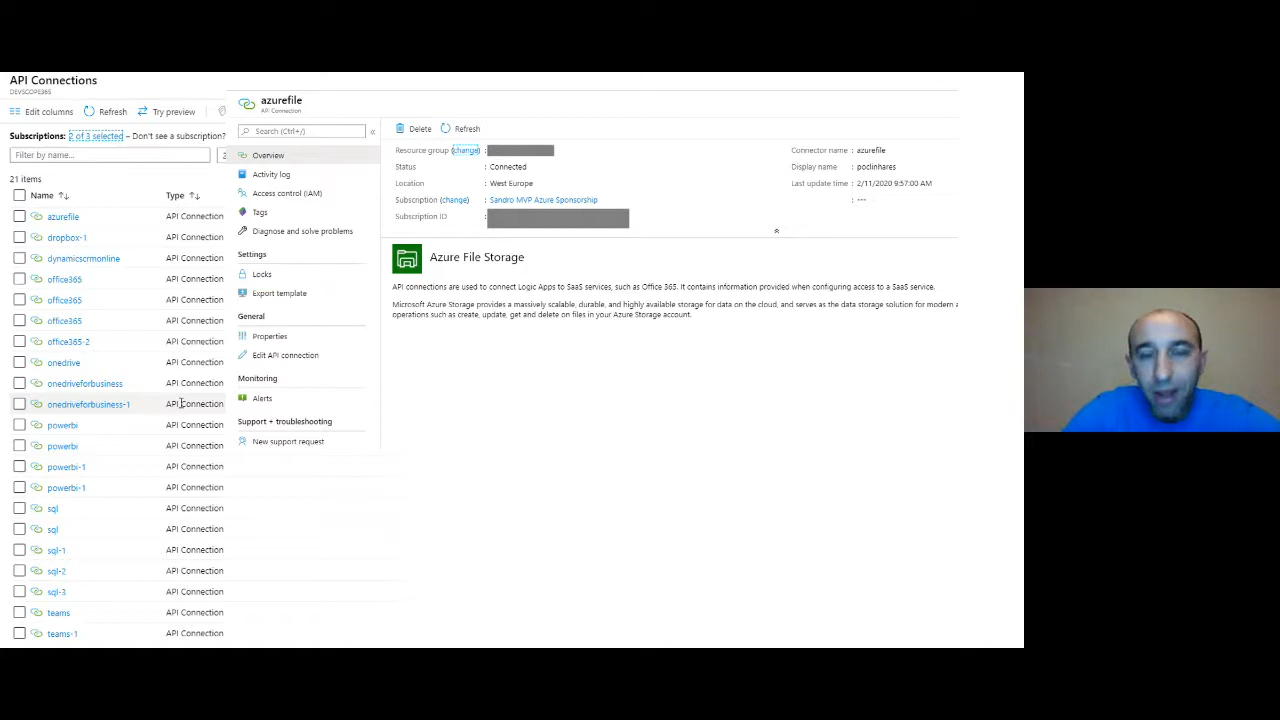 API Connections
DEVSCOPE365
Edit columns Refresh Try preview
Subscriptions: 2 of 3 selected – Don't see a subscription?
Filter by name...
21 items
Name Type
azurefile API Connection
dropbox-1 API Connection
dynamicscrmonline API Connection
office365 API Connection
office365 API Connection
office365 API Connection
office365-2 API Connection
onedrive API Connection
onedriveforbusiness API Connection
onedriveforbusiness-1 API Connection
powerbi API Connection
powerbi API Connection
powerbi-1 API Connection
powerbi-1 API Connection
sql API Connection
sql API Connection
sql-1 API Connection
sql-2 API Connection
sql-3 API Connection
teams API Connection
teams-1 API Connection
azurefile
API Connection
Search (Ctrl+/)
Overview
Activity log
Access control (IAM)
Tags
Diagnose and solve problems
Settings
Locks
Export template
General
Properties
Edit API connection
Monitoring
Alerts
Support + troubleshooting
New support request
Delete Refresh
Resource group (change) :
Status : Connected
Location : West Europe
Subscription (change) : Sandro MVP Azure Sponsorship
Subscription ID :
Connector name : azurefile
Display name : poclinhares
Last update time : 2/11/2020 9:57:00 AM
: ---
Azure File Storage
API connections are used to connect Logic Apps to SaaS services, such as Office 365. It contains information provided when configuring access to a SaaS service.
Microsoft Azure Storage provides a massively scalable, durable, and highly available storage for data on the cloud, and serves as the data storage solution for modern a
operations such as create, update, get and delete on files in your Azure Storage account.